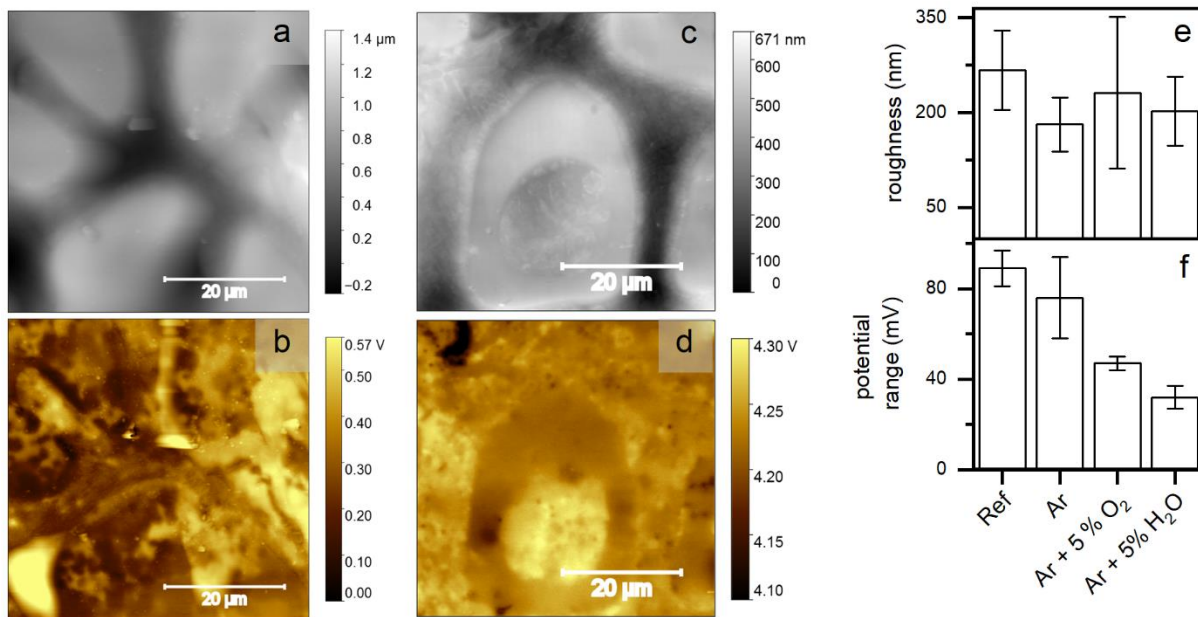 a
1.4 µm
1.2
1.0
0.8
0.6
0.4
0.2
−0.2
20 µm
b
0.57 V
0.50
0.40
0.30
0.20
0.10
0.00
20 µm
c
671 nm
600
500
400
300
200
100
0
20 µm
d
4.30 V
4.25
4.20
4.15
4.10
20 µm
e
roughness (nm)
350
200
50
f
potential
range (mV)
80
40
0
Ref
Ar
Ar + 5 % O₂
Ar + 5% H₂O